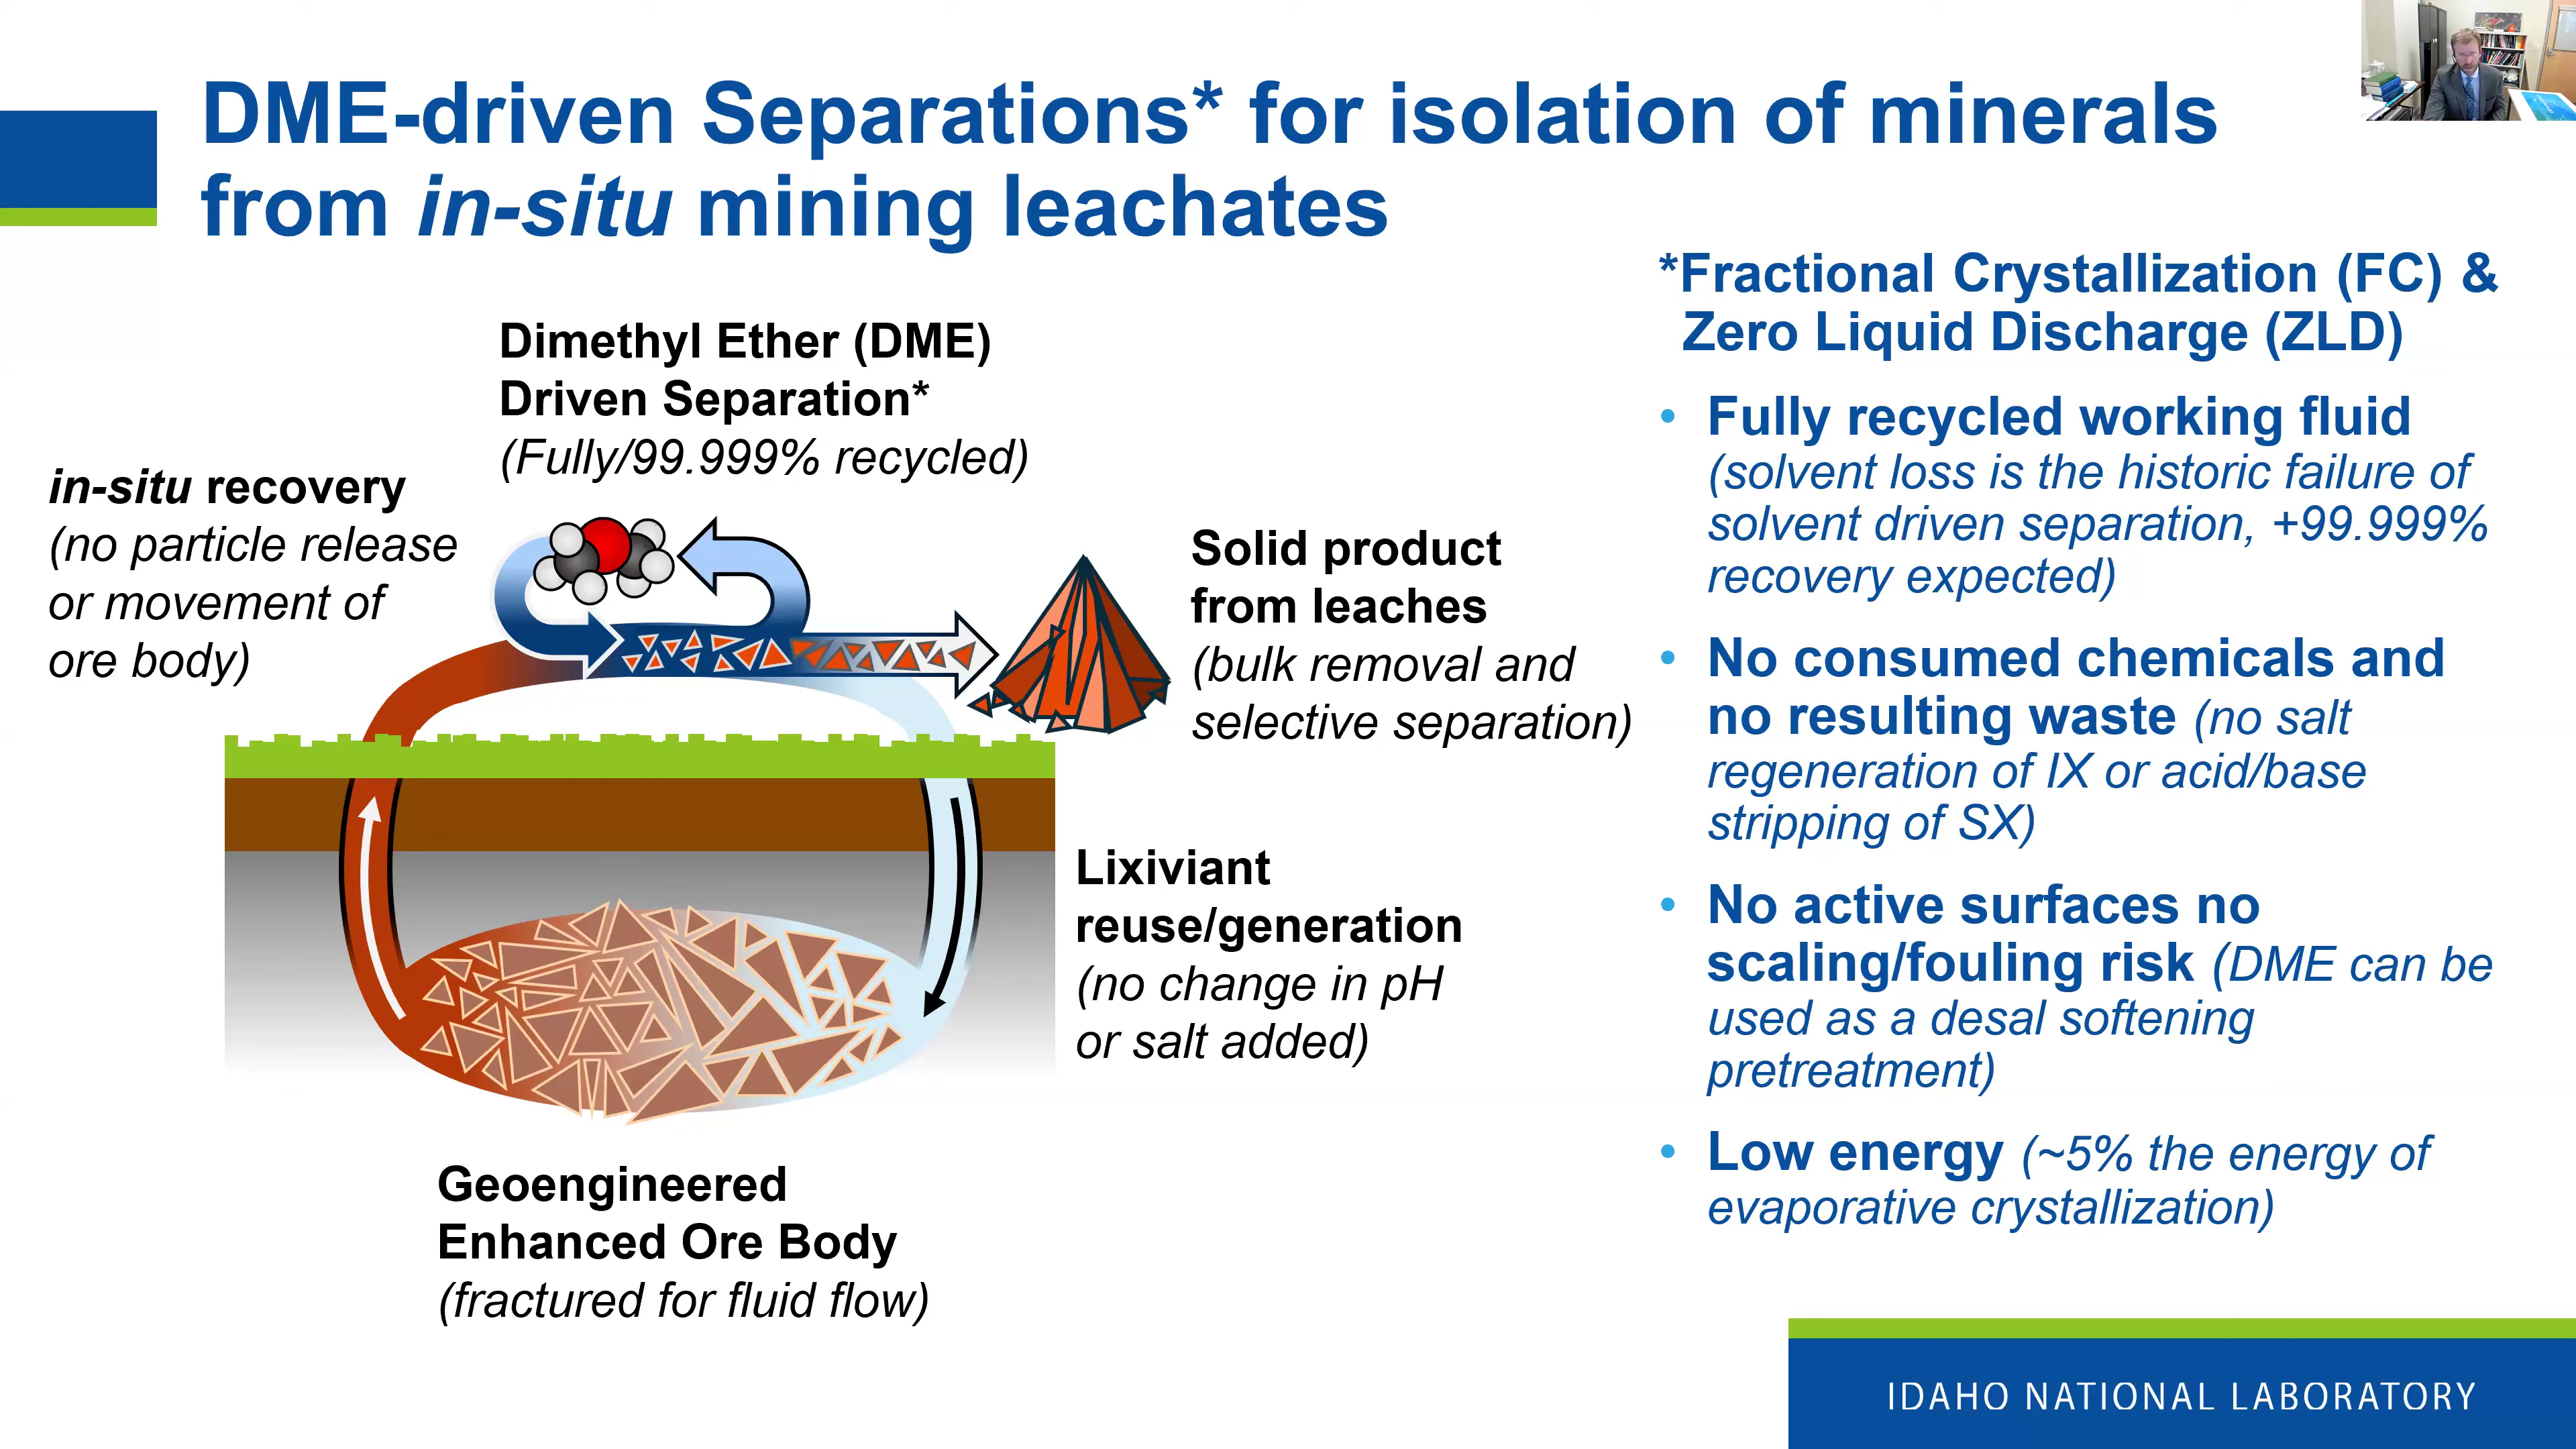 DME-driven Separations* for isolation of minerals
from in-situ mining leachates
Dimethyl Ether (DME)
Driven Separation*
(Fully/99.999% recycled)
in-situ recovery
(no particle release
or movement of
ore body)
Solid product
from leaches
(bulk removal and
selective separation)
Lixiviant
reuse/generation
(no change in pH
or salt added)
Geoengineered
Enhanced Ore Body
(fractured for fluid flow)
*Fractional Crystallization (FC) &
Zero Liquid Discharge (ZLD)
• Fully recycled working fluid
(solvent loss is the historic failure of
solvent driven separation, +99.999%
recovery expected)
• No consumed chemicals and
no resulting waste (no salt
regeneration of IX or acid/base
stripping of SX)
• No active surfaces no
scaling/fouling risk (DME can be
used as a desal softening
pretreatment)
• Low energy (~5% the energy of
evaporative crystallization)
IDAHO NATIONAL LABORATORY